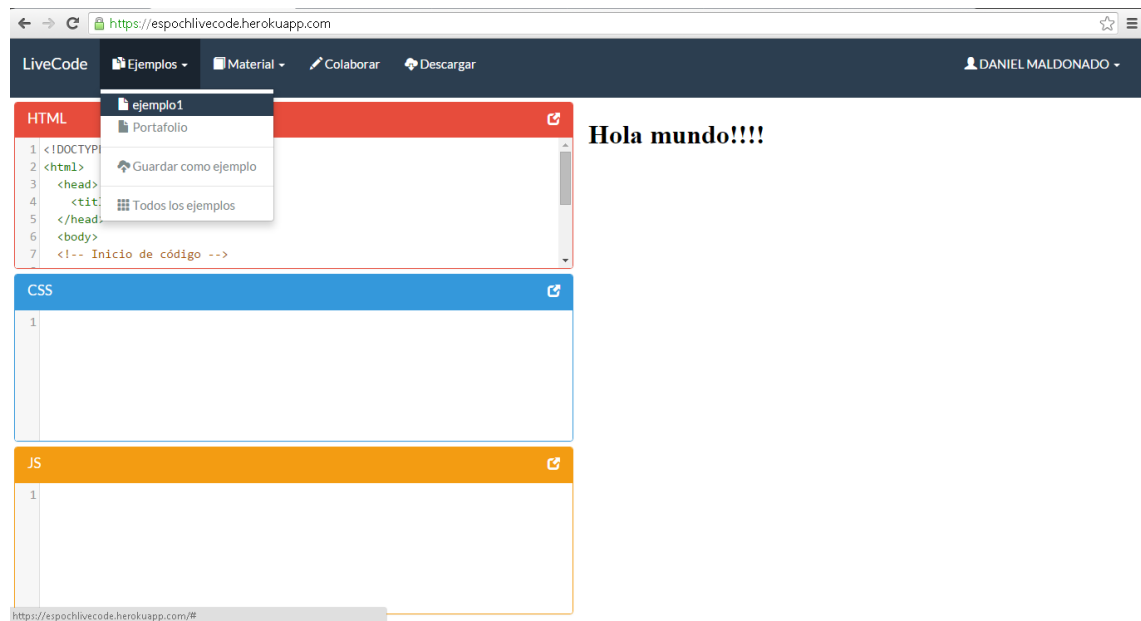 https://espochlivecode.herokuapp.com
LiveCode Ejemplos Material Colaborar Descargar DANIEL MALDONADO
ejemplo1
Portafolio
Guardar como ejemplo
Todos los ejemplos
HTML
1 <!DOCTYP
2 <html>
3 <head>
4 <tit
5 </head>
6 <body>
7 <!-- Inicio de código -->
CSS
1
JS
1
Hola mundo!!!!
https://espochlivecode.herokuapp.com/#